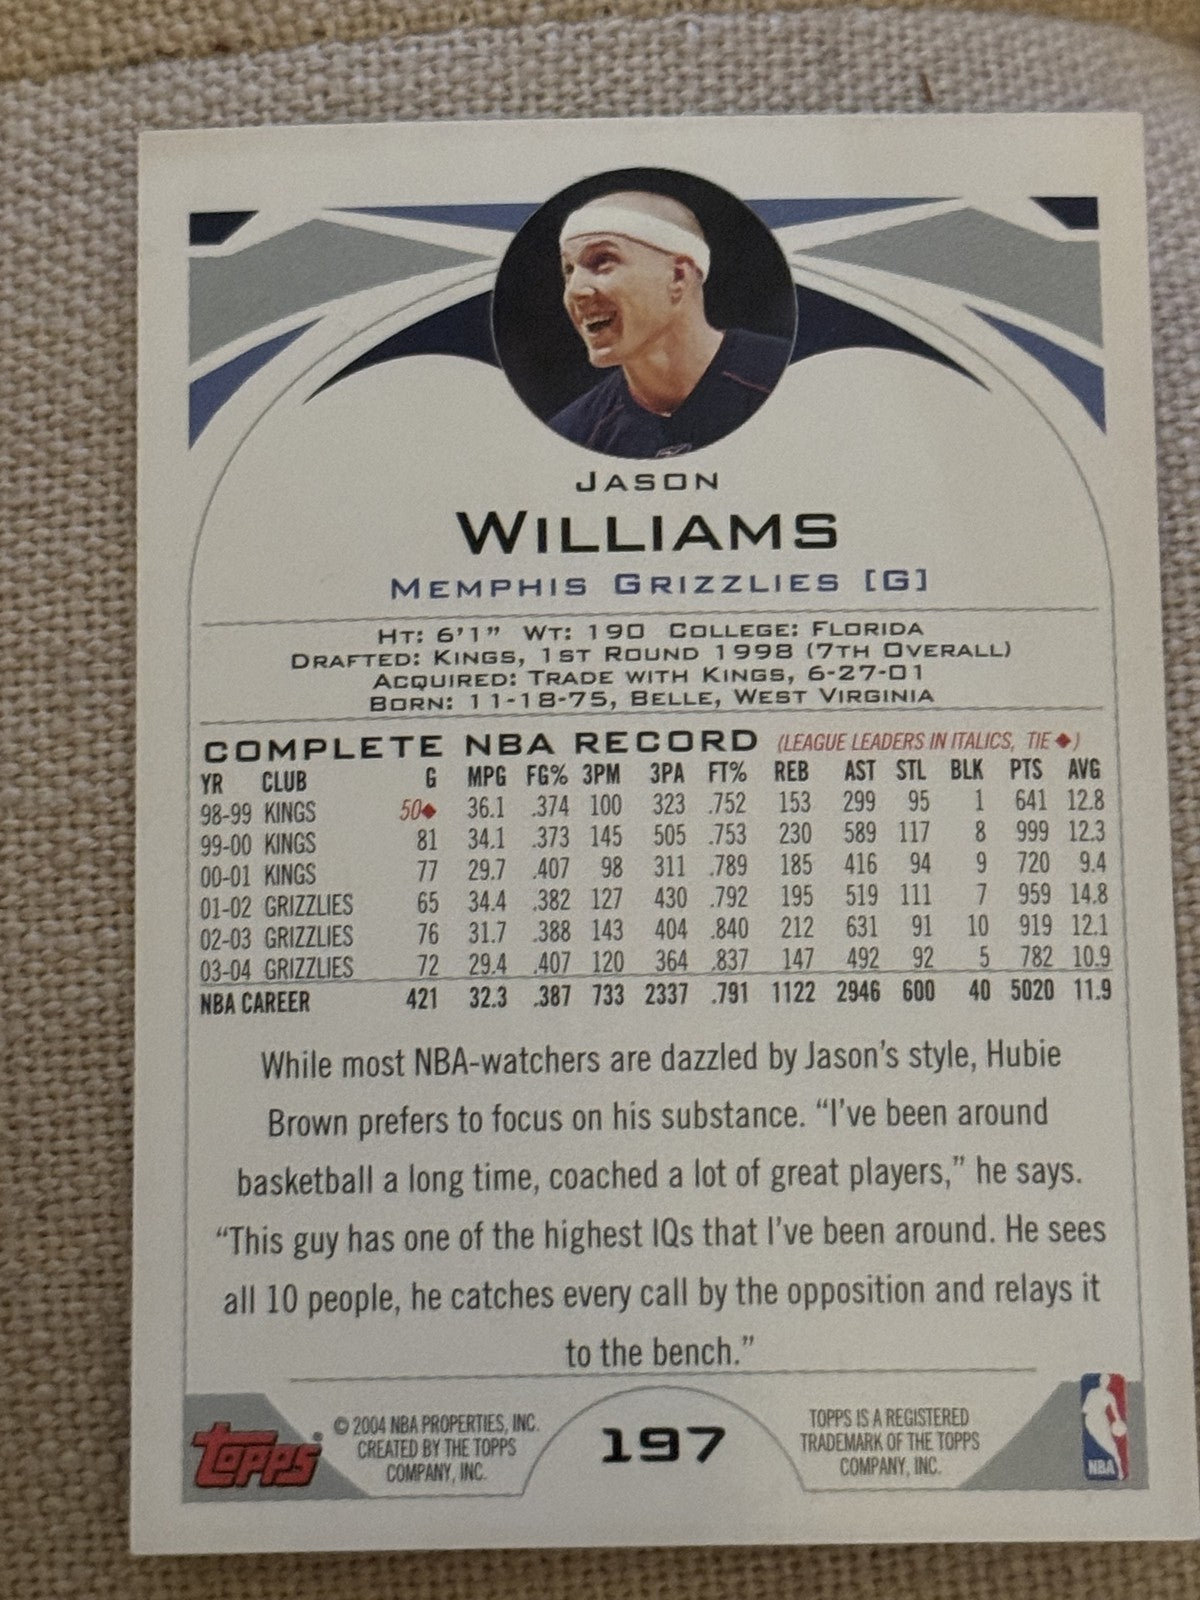 JASON
WILLIAMS
MEMPHIS GRIZZLIES [G]
HT: 6'1" WT: 190 COLLEGE: FLORIDA
DRAFTED: KINGS, 1ST ROUND 1998 (7TH OVERALL)
ACQUIRED: TRADE WITH KINGS, 6-27-01
BORN: 11-18-75, BELLE, WEST VIRGINIA
COMPLETE NBA RECORD (LEAGUE LEADERS IN ITALICS, TIE ◆)
YR CLUB G MPG FG% 3PM 3PA FT% REB AST STL BLK PTS AVG
98-99 KINGS 50◆ 36.1 .374 100 323 .752 153 299 95 1 641 12.8
99-00 KINGS 81 34.1 .373 145 505 .753 230 589 117 8 999 12.3
00-01 KINGS 77 29.7 .407 98 311 .789 185 416 94 9 720 9.4
01-02 GRIZZLIES 65 34.4 .382 127 430 .792 195 519 111 7 959 14.8
02-03 GRIZZLIES 76 31.7 .388 143 404 .840 212 631 91 10 919 12.1
03-04 GRIZZLIES 72 29.4 .407 120 364 .837 147 492 92 5 782 10.9
NBA CAREER 421 32.3 .387 733 2337 .791 1122 2946 600 40 5020 11.9
While most NBA-watchers are dazzled by Jason's style, Hubie
Brown prefers to focus on his substance. "I've been around
basketball a long time, coached a lot of great players," he says.
"This guy has one of the highest IQs that I've been around. He sees
all 10 people, he catches every call by the opposition and relays it
to the bench."
TOPPS®
© 2004 NBA PROPERTIES, INC.
CREATED BY THE TOPPS
COMPANY, INC.
197
TOPPS IS A REGISTERED
TRADEMARK OF THE TOPPS
COMPANY, INC.
NBA